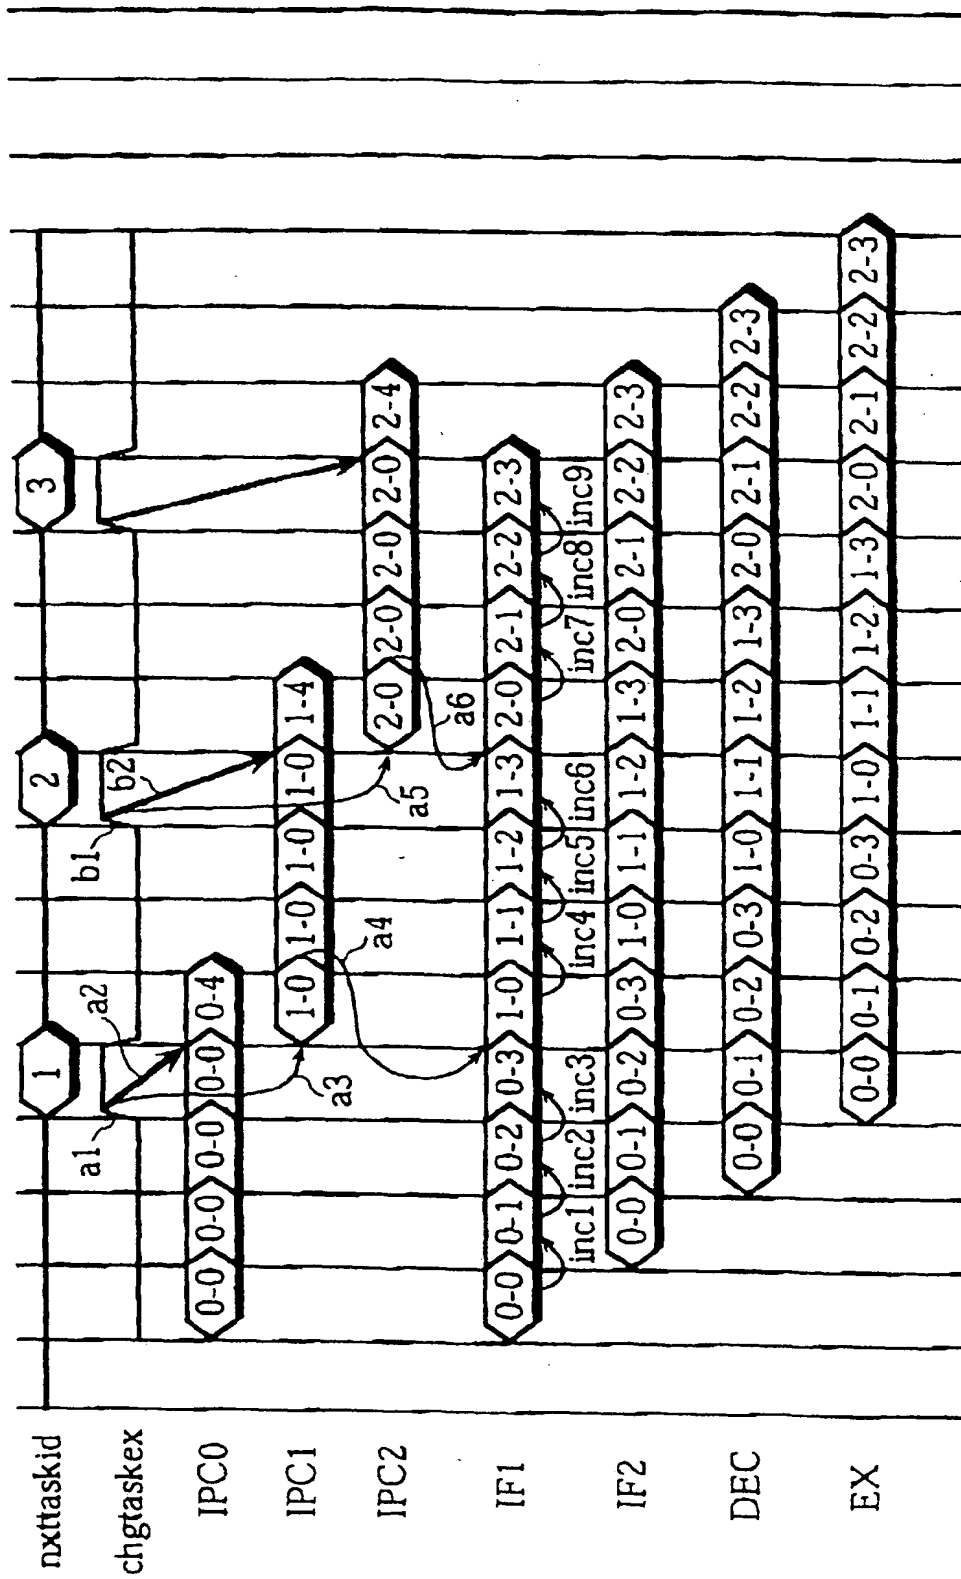 nxttaskid 1 2 3
chgtaskex a1 a2 a3 b1 b2 a5
IPC0 0-0 0-0 0-0 0-0 0-4
IPC1 1-0 1-0 1-0 1-0 1-4
a4
IPC2 2-0 2-0 2-0 2-0 2-4
a6
IF1 0-0 0-1 0-2 0-3 1-0 1-1 1-2 1-3 2-0 2-1 2-2 2-3
inc1 inc2 inc3 inc4 inc5 inc6 inc7 inc8 inc9
IF2 0-0 0-1 0-2 0-3 1-0 1-1 1-2 1-3 2-0 2-1 2-2 2-3
DEC 0-0 0-1 0-2 0-3 1-0 1-1 1-2 1-3 2-0 2-1 2-2 2-3
EX 0-0 0-1 0-2 0-3 1-0 1-1 1-2 1-3 2-0 2-1 2-2 2-3